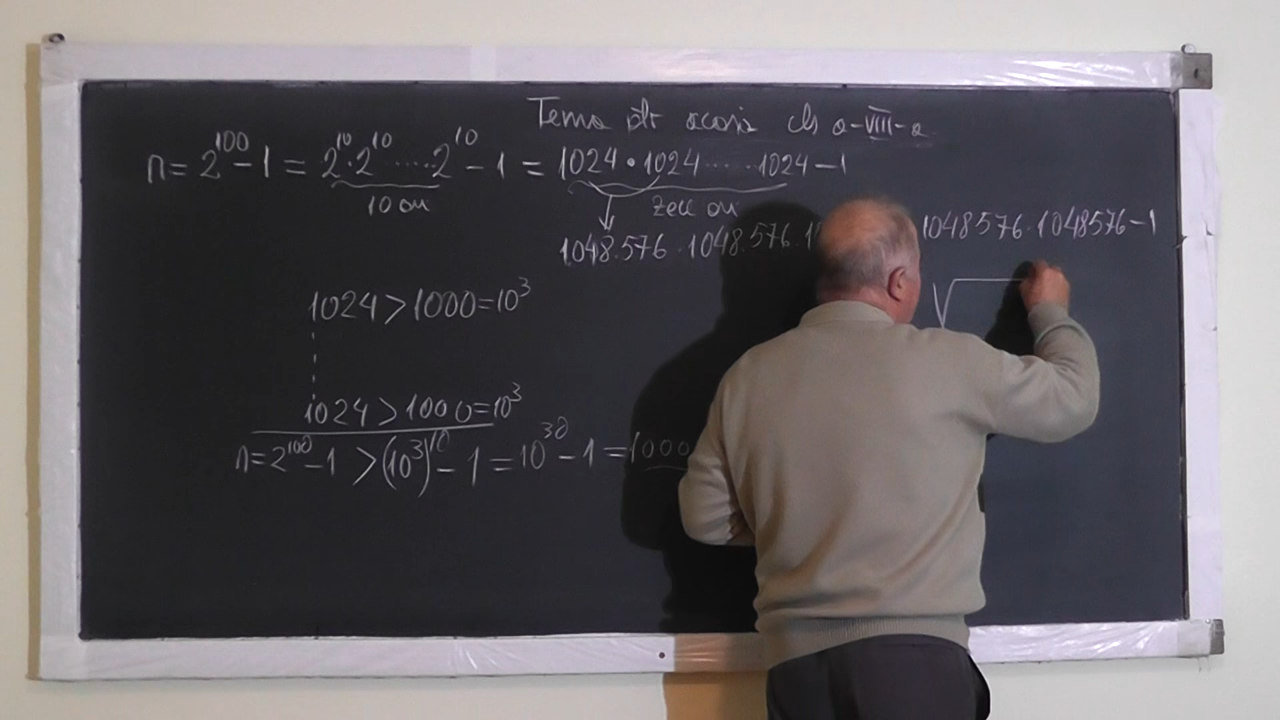 Tema ptr acasă cls a-VIII-a
n=2^100-1=2^10·2^10.....2^10-1=1024·1024.....1024-1
10 ori
zece ori
1048.576·1048.576·1 1048576·1048576-1
1024>1000=10^3
√
1024>1000=10^3
n=2^100-1>(10^3)^10-1=10^30-1=1000